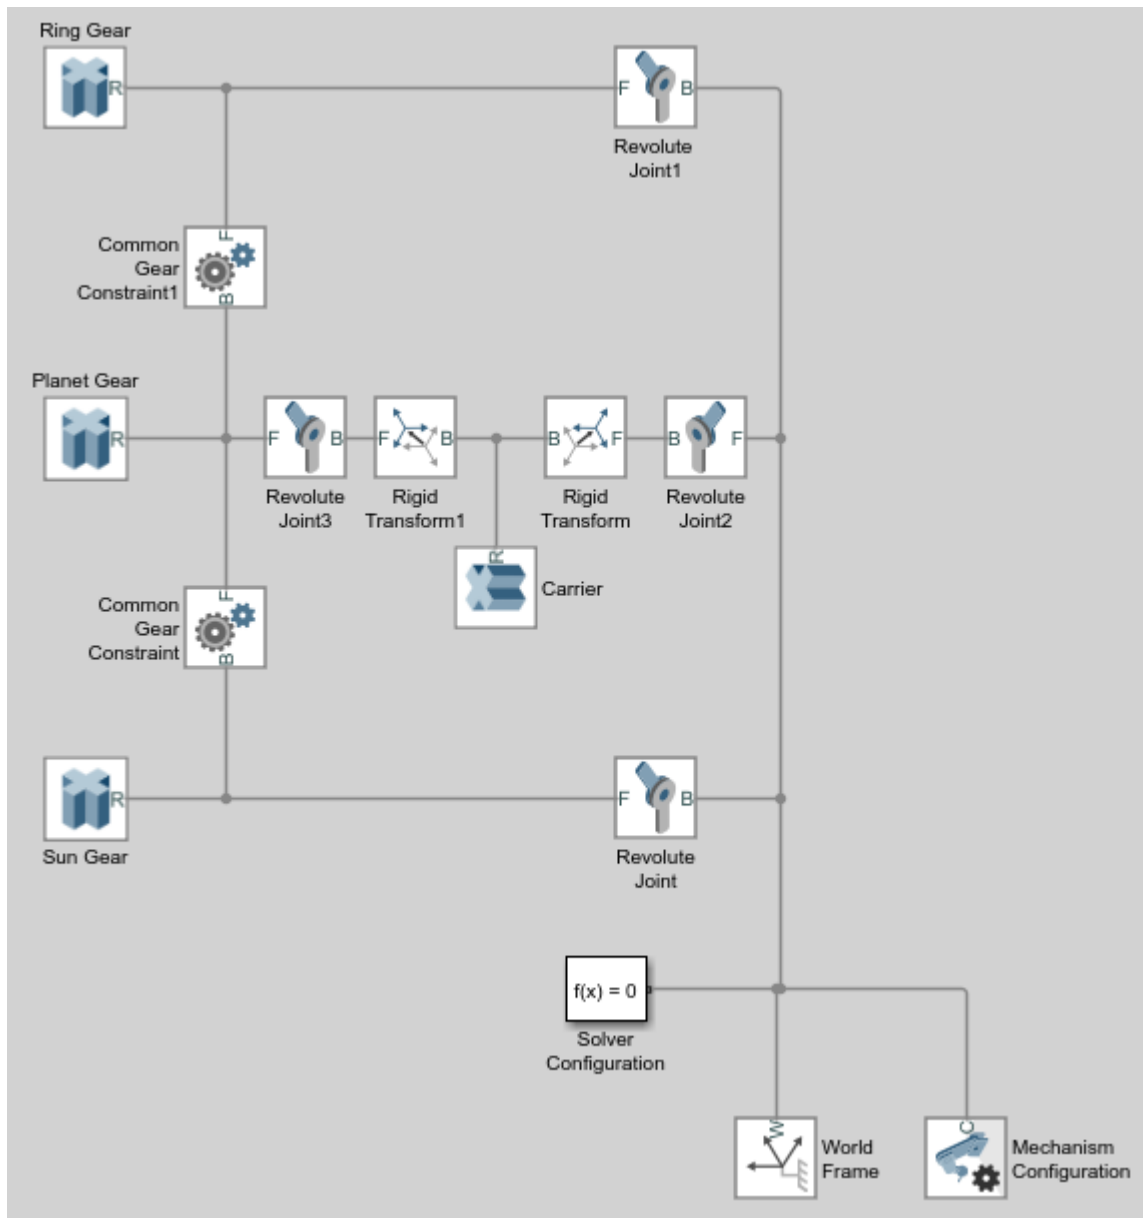 Ring Gear
R
F
B
Revolute
Joint1
F
Common
Gear
Constraint1
B
Planet Gear
R
F
B
F
B
B
F
B
F
Revolute
Joint3
Rigid
Transform1
Rigid
Transform
Revolute
Joint2
R
Carrier
F
Common
Gear
Constraint
B
R
F
B
Sun Gear
Revolute
Joint
f(x) = 0
Solver
Configuration
W
World
Frame
C
Mechanism
Configuration